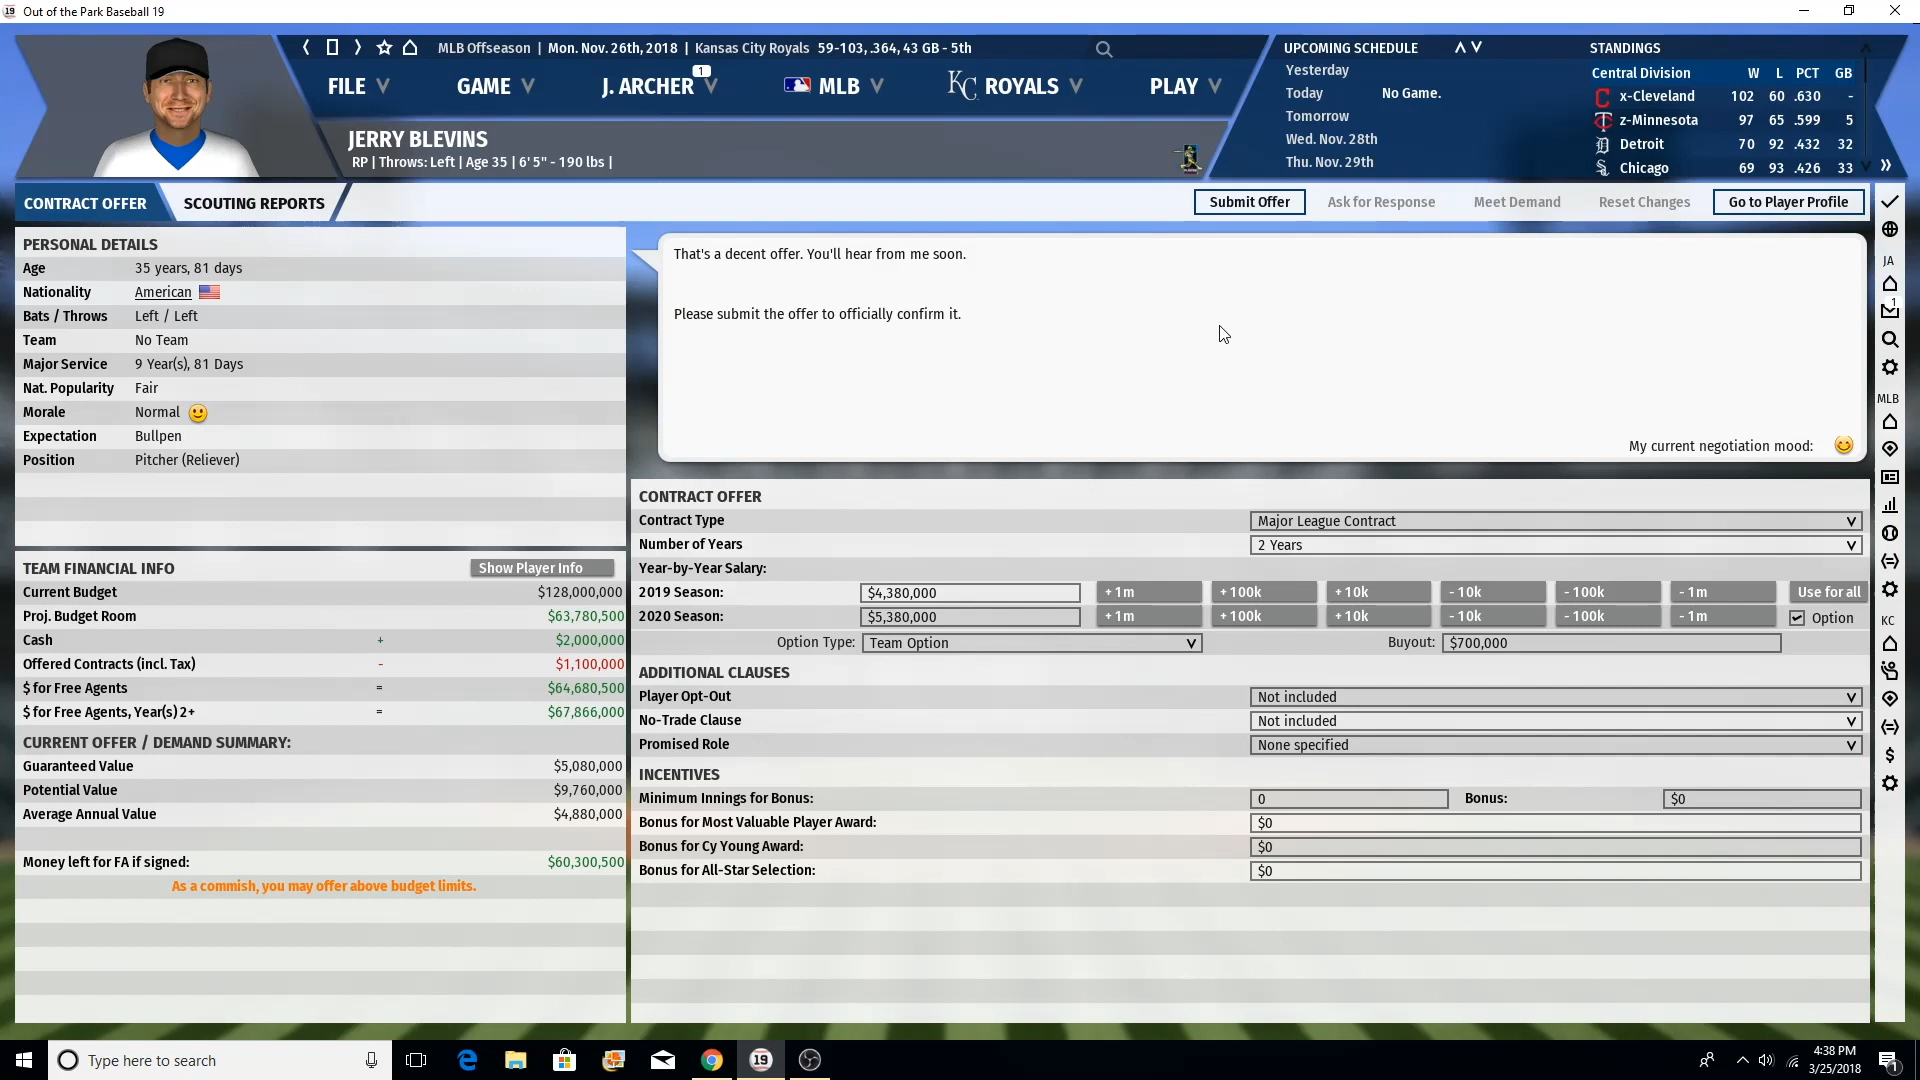 Out of the Park Baseball 19
MLB Offseason | Mon. Nov. 26th, 2018 | Kansas City Royals 59-103, .364, 43 GB - 5th
FILE GAME J. ARCHER 1 MLB KC ROYALS PLAY
JERRY BLEVINS
RP | Throws: Left | Age 35 | 6' 5" - 190 lbs |
UPCOMING SCHEDULE
Yesterday
Today No Game.
Tomorrow
Wed. Nov. 28th
Thu. Nov. 29th
STANDINGS
Central Division W L PCT GB
x-Cleveland 102 60 .630 -
z-Minnesota 97 65 .599 5
Detroit 70 92 .432 32
Chicago 69 93 .426 33
CONTRACT OFFER SCOUTING REPORTS
Submit Offer Ask for Response Meet Demand Reset Changes Go to Player Profile
PERSONAL DETAILS
Age 35 years, 81 days
Nationality American
Bats / Throws Left / Left
Team No Team
Major Service 9 Year(s), 81 Days
Nat. Popularity Fair
Morale Normal
Expectation Bullpen
Position Pitcher (Reliever)
That's a decent offer. You'll hear from me soon.
Please submit the offer to officially confirm it.
My current negotiation mood:
TEAM FINANCIAL INFO Show Player Info
Current Budget $128,000,000
Proj. Budget Room $63,780,500
Cash + $2,000,000
Offered Contracts (incl. Tax) - $1,100,000
$ for Free Agents = $64,680,500
$ for Free Agents, Year(s) 2+ = $67,866,000
CURRENT OFFER / DEMAND SUMMARY:
Guaranteed Value $5,080,000
Potential Value $9,760,000
Average Annual Value $4,880,000
Money left for FA if signed: $60,300,500
As a commish, you may offer above budget limits.
CONTRACT OFFER
Contract Type Major League Contract
Number of Years 2 Years
Year-by-Year Salary:
2019 Season: $4,380,000 + 1m + 100k + 10k - 10k - 100k - 1m Use for all
2020 Season: $5,380,000 + 1m + 100k + 10k - 10k - 100k - 1m Option
Option Type: Team Option Buyout: $700,000
ADDITIONAL CLAUSES
Player Opt-Out Not included
No-Trade Clause Not included
Promised Role None specified
INCENTIVES
Minimum Innings for Bonus: 0 Bonus: $0
Bonus for Most Valuable Player Award: $0
Bonus for Cy Young Award: $0
Bonus for All-Star Selection: $0
JA
1
MLB
KC
$
Type here to search
19
4:38 PM
3/25/2018
1